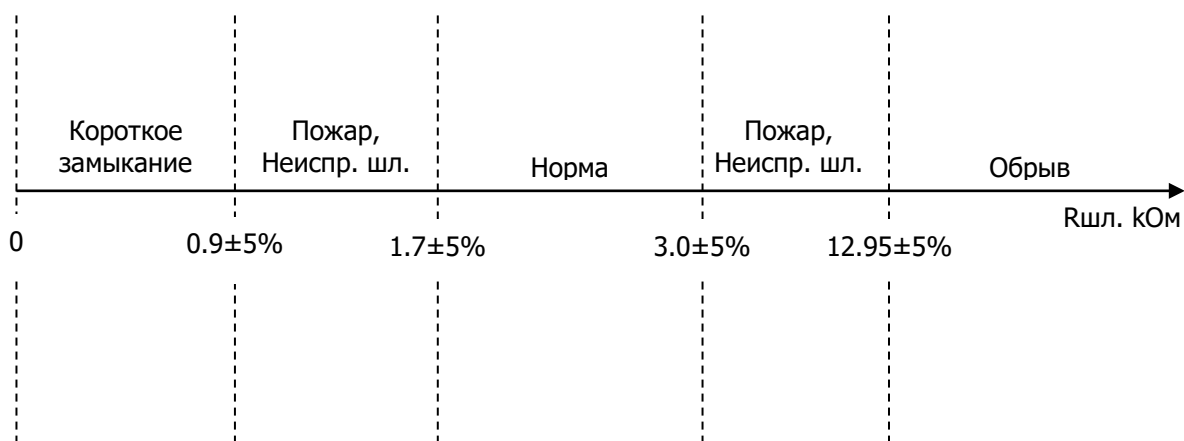 Короткое
замыкание
Пожар,
Неиспр. шл.
Норма
Пожар,
Неиспр. шл.
Обрыв
Rшл. kОм
0
0.9±5%
1.7±5%
3.0±5%
12.95±5%